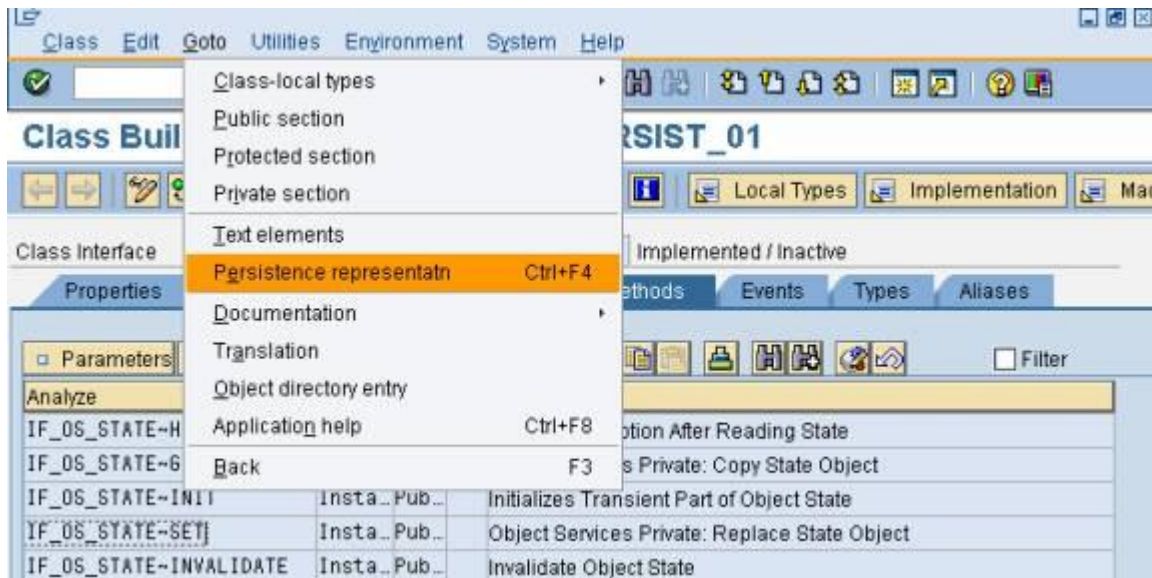 Class Edit Goto Utilities Environment System Help
Class-local types
Public section
Class Buil RSIST_01
Protected section
Private section
Local Types Implementation Mac
Text elements
Class Interface Implemented / Inactive
Persistence representatn Ctrl+F4
Properties ethods Events Types Aliases
Documentation
Translation
Parameters Filter
Object directory entry
Analyze
Application help Ctrl+F8
IF_OS_STATE~H ption After Reading State
Back F3
IF_OS_STATE~G s Private: Copy State Object
IF_OS_STATE~INIT Insta… Pub… Initializes Transient Part of Object State
IF_OS_STATE~SET Insta… Pub… Object Services Private: Replace State Object
IF_OS_STATE~INVALIDATE Insta… Pub… Invalidate Object State